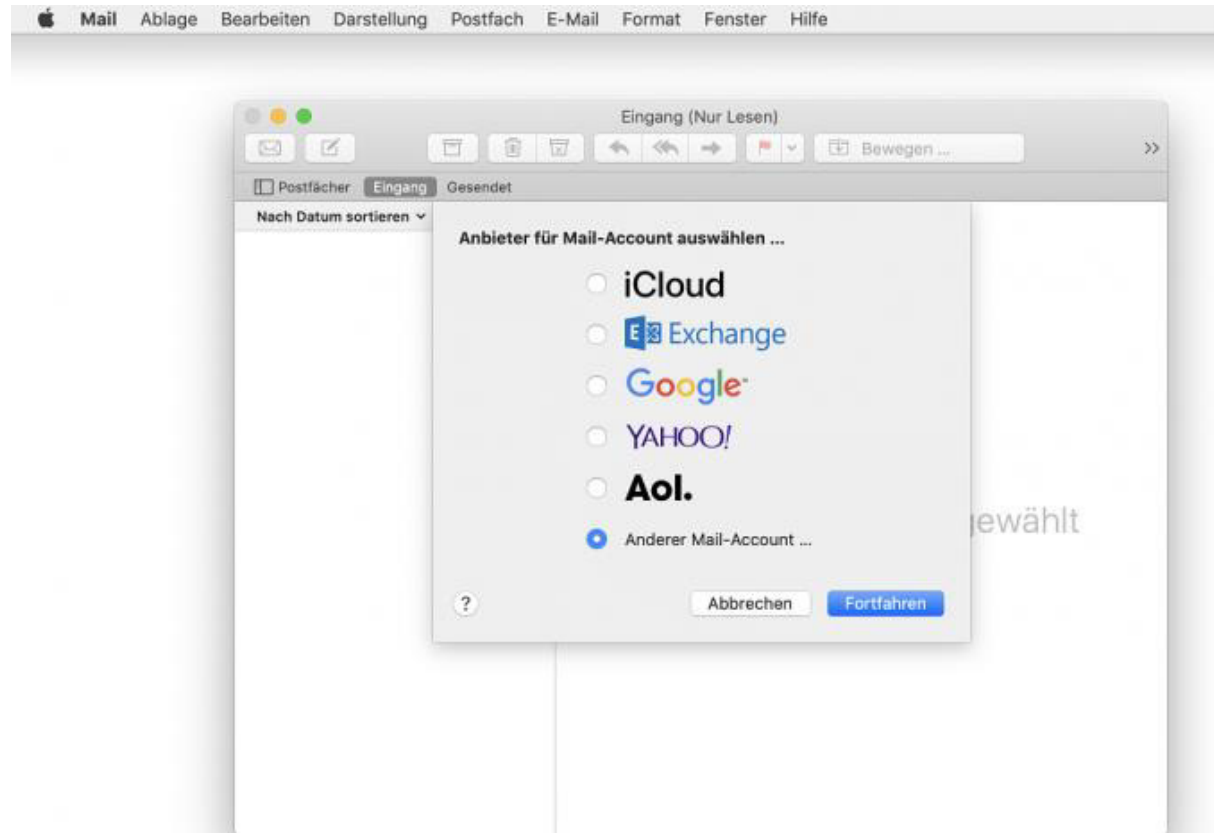 Mail Ablage Bearbeiten Darstellung Postfach E-Mail Format Fenster Hilfe
Eingang (Nur Lesen)
Bewegen ...
Postfächer Eingang Gesendet
Nach Datum sortieren
Anbieter für Mail-Account auswählen ...
iCloud
E Exchange
Google
YAHOO!
Aol.
ewählt
Anderer Mail-Account ...
? Abbrechen Fortfahren